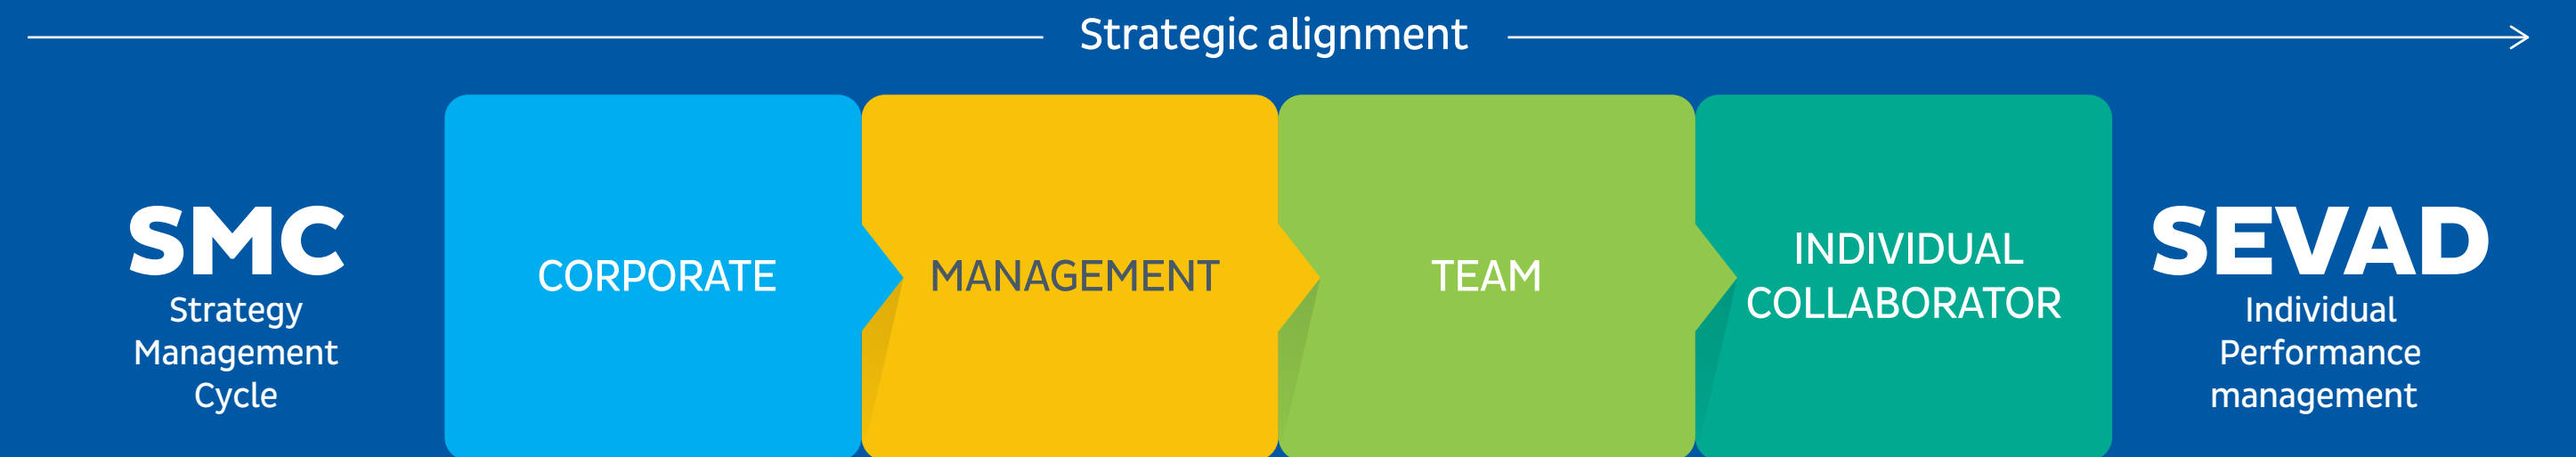 Strategic alignment
SMC
Strategy
Management
Cycle
CORPORATE
MANAGEMENT
TEAM
INDIVIDUAL
COLLABORATOR
SEVAD
Individual
Performance
management